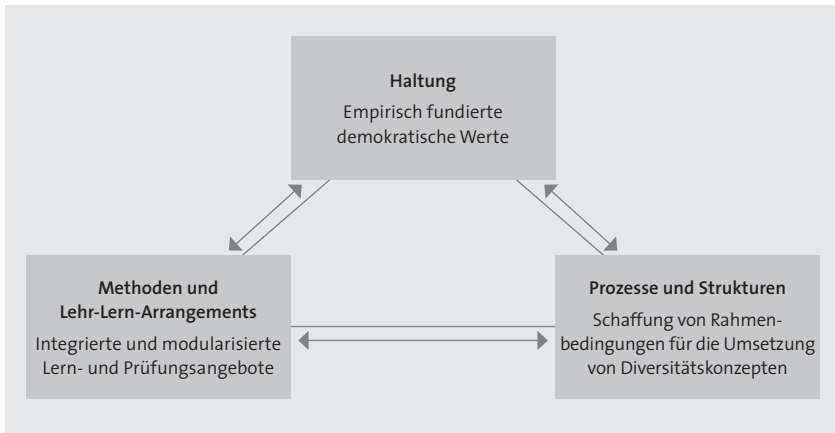 Haltung
Empirisch fundierte
demokratische Werte
Methoden und
Lehr-Lern-Arrangements
Integrierte und modularisierte
Lern- und Prüfungsangebote
Prozesse und Strukturen
Schaffung von Rahmen-
bedingungen für die Umsetzung
von Diversitätskonzepten